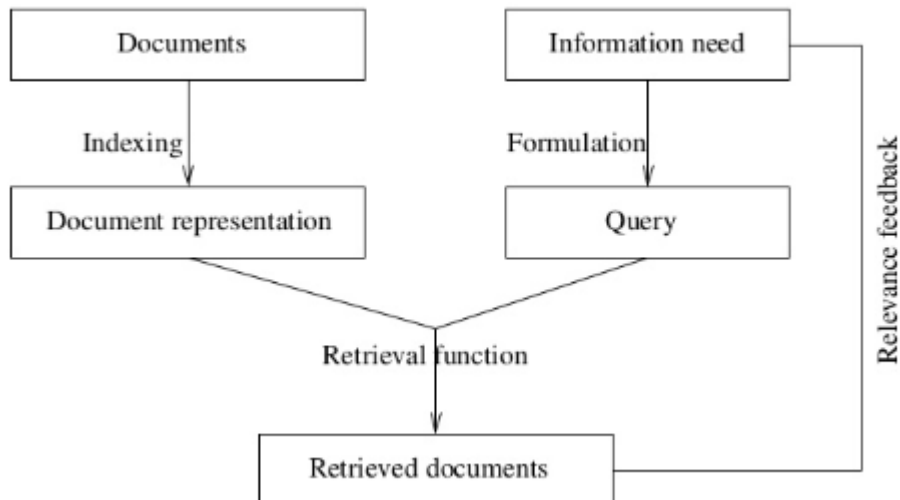 Documents
Information need
Indexing
Formulation
Relevance feedback
Document representation
Query
Retrieval function
Retrieved documents